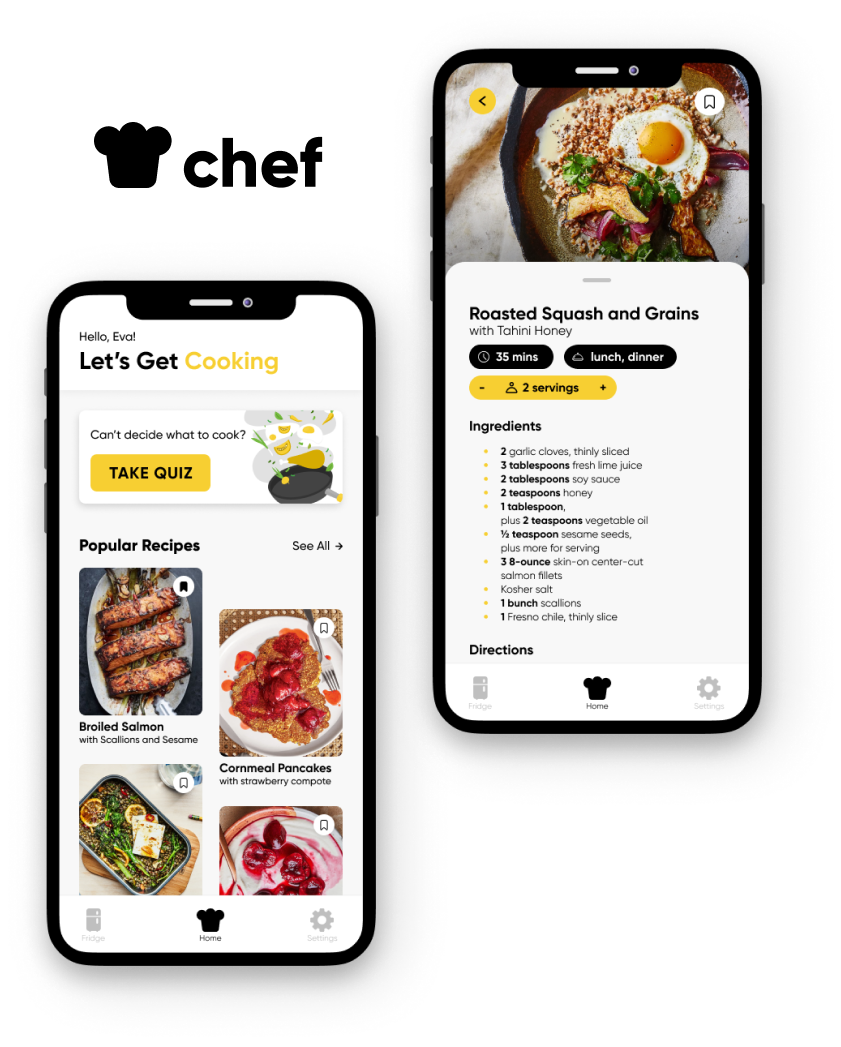 chef
Hello, Eva!
Let's Get Cooking
Can't decide what to cook?
TAKE QUIZ
Popular Recipes
See All →
Broiled Salmon
with Scallions and Sesame
Cornmeal Pancakes
with strawberry compote
Fridge
Home
Settings
Roasted Squash and Grains
with Tahini Honey
35 mins
lunch, dinner
- 2 servings +
Ingredients
2 garlic cloves, thinly sliced
3 tablespoons fresh lime juice
2 tablespoons soy sauce
2 teaspoons honey
1 tablespoon,
plus 2 teaspoons vegetable oil
½ teaspoon sesame seeds,
plus more for serving
3 8-ounce skin-on center-cut
salmon fillets
Kosher salt
1 bunch scallions
1 Fresno chile, thinly slice
Directions
Fridge
Home
Settings